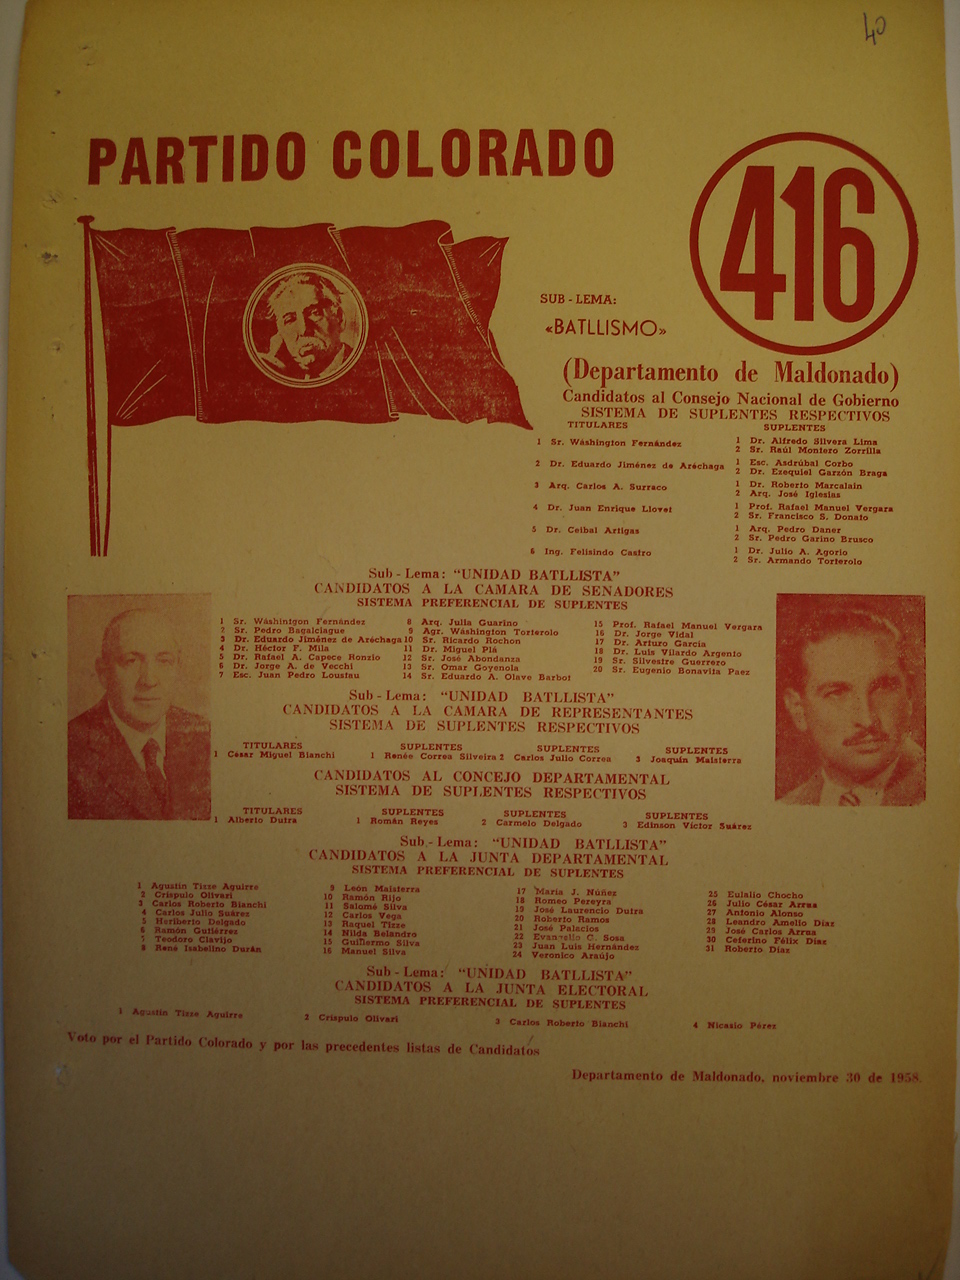 40
PARTIDO COLORADO
416
SUB - LEMA:
«BATLLISMO»
(Departamento de Maldonado)
Candidatos al Consejo Nacional de Gobierno
SISTEMA DE SUPLENTES RESPECTIVOS
TITULARES SUPLENTES
1 Sr. Wáshington Fernández 1 Dr. Alfredo Silvera Lima
2 Sr. Raúl Montero Zorrilla
2 Dr. Eduardo Jiménez de Aréchaga 1 Esc. Asdrúbal Corbo
2 Dr. Ezequiel Garzón Braga
3 Arq. Carlos A. Surraco 1 Dr. Roberto Marcalain
2 Arq. José Iglesias
4 Dr. Juan Enrique Llovet 1 Prof. Rafael Manuel Vergara
2 Sr. Francisco S. Donato
5 Dr. Ceibal Artigas 1 Arq. Pedro Daner
2 Sr. Pedro Garino Brusco
6 Ing. Felisindo Castro 1 Dr. Julio A. Agorio
2 Sr. Armando Torterolo
Sub - Lema: "UNIDAD BATLLISTA"
CANDIDATOS A LA CAMARA DE SENADORES
SISTEMA PREFERENCIAL DE SUPLENTES
1 Sr. Wáshington Fernández
2 Sr. Pedro Bagalciague
3 Dr. Eduardo Jiménez de Aréchaga
4 Dr. Héctor F. Mila
5 Dr. Rafael A. Capece Ronzio
6 Dr. Jorge A. de Vecchi
7 Esc. Juan Pedro Loustau
8 Arq. Julia Guarino
9 Agr. Wáshington Torterolo
10 Sr. Ricardo Rochon
11 Dr. Miguel Plá
12 Sr. José Abondanza
13 Sr. Omar Goyenola
14 Sr. Eduardo A. Olave Barbot
15 Prof. Rafael Manuel Vergara
16 Dr. Jorge Vidal
17 Dr. Arturo García
18 Dr. Luis Vilardo Argento
19 Sr. Silvestre Guerrero
20 Sr. Eugenio Bonavita Paez
Sub - Lema: "UNIDAD BATLLISTA"
CANDIDATOS A LA CAMARA DE REPRESENTANTES
SISTEMA DE SUPLENTES RESPECTIVOS
TITULARES SUPLENTES SUPLENTES SUPLENTES
1 César Miguel Bianchi 1 Renée Correa Silveira 2 Carlos Julio Correa 3 Joaquín Maisterra
CANDIDATOS AL CONCEJO DEPARTAMENTAL
SISTEMA DE SUPLENTES RESPECTIVOS
TITULARES SUPLENTES SUPLENTES SUPLENTES
1 Alberto Dutra 1 Román Reyes 2 Carmelo Delgado 3 Edinson Víctor Suárez
Sub - Lema: "UNIDAD BATLLISTA"
CANDIDATOS A LA JUNTA DEPARTAMENTAL
SISTEMA PREFERENCIAL DE SUPLENTES
1 Agustín Tizze Aguirre
2 Críspulo Olivari
3 Carlos Roberto Bianchi
4 Carlos Julio Suárez
5 Heriberto Delgado
6 Ramón Gutiérrez
7 Teodoro Clavijo
8 René Isabelino Durán
9 León Maisterra
10 Ramón Rijo
11 Salomé Silva
12 Carlos Vega
13 Raquel Tizze
14 Nilda Belandro
15 Guillermo Silva
16 Manuel Silva
17 María J. Núñez
18 Romeo Pereyra
19 José Laurencio Dutra
20 Roberto Ramos
21 José Palacios
22 Evangelio C. Sosa
23 Juan Luis Hernández
24 Veronico Araújo
25 Eulalio Chocho
26 Julio César Arrua
27 Antonio Alonso
28 Leandro Amelio Díaz
29 José Carlos Arrua
30 Ceferino Félix Díaz
31 Roberto Díaz
Sub - Lema: "UNIDAD BATLLISTA"
CANDIDATOS A LA JUNTA ELECTORAL
SISTEMA PREFERENCIAL DE SUPLENTES
1 Agustín Tizze Aguirre 2 Críspulo Olivari 3 Carlos Roberto Bianchi 4 Nicasio Pérez
Voto por el Partido Colorado y por las precedentes listas de Candidatos
Departamento de Maldonado, noviembre 30 de 1958.